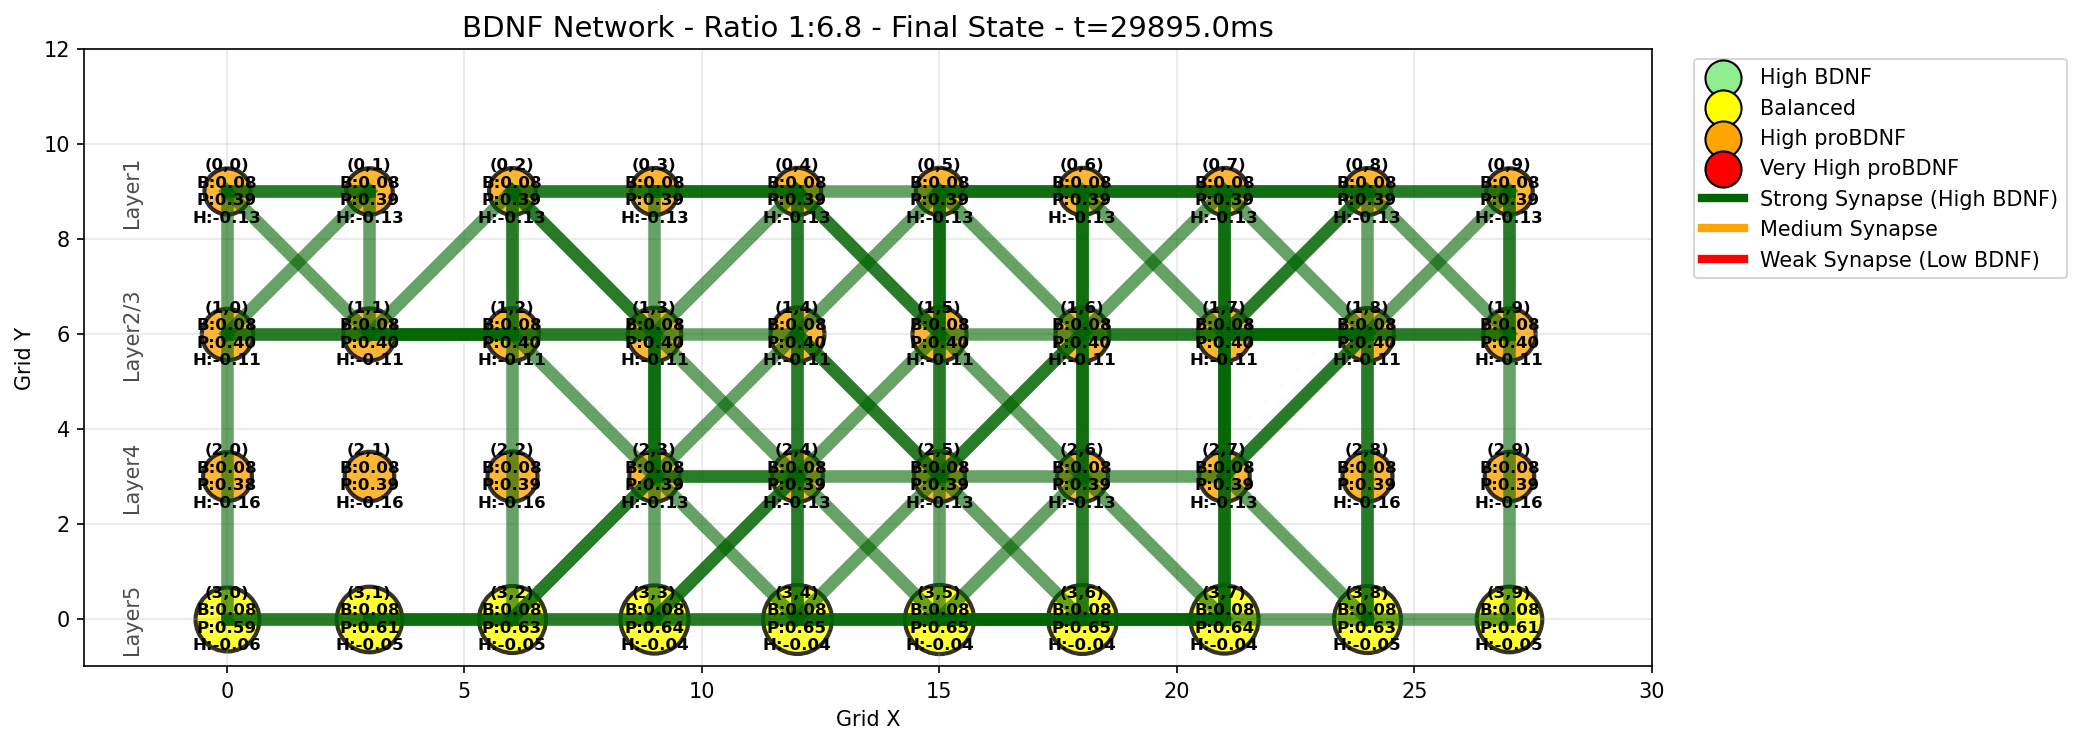 BDNF Network - Ratio 1:6.8 - Final State - t=29895.0ms
12
10
8
6
4
2
0
Grid Y
Layer1
Layer2/3
Layer4
Layer5
(0,0) (0,1) (0,2) (0,3) (0,4) (0,5) (0,6) (0,7) (0,8) (0,9)
B:0.08 B:0.08 B:0.08 B:0.08 B:0.08 B:0.08 B:0.08 B:0.08 B:0.08 B:0.08
P:0.39 P:0.39 P:0.39 P:0.39 P:0.39 P:0.39 P:0.39 P:0.39 P:0.39 P:0.39
H:-0.13 H:-0.13 H:-0.13 H:-0.13 H:-0.13 H:-0.13 H:-0.13 H:-0.13 H:-0.13 H:-0.13
(1,0) (1,1) (1,2) (1,3) (1,4) (1,5) (1,6) (1,7) (1,8) (1,9)
B:0.08 B:0.08 B:0.08 B:0.08 B:0.08 B:0.08 B:0.08 B:0.08 B:0.08 B:0.08
P:0.40 P:0.40 P:0.40 P:0.40 P:0.40 P:0.40 P:0.40 P:0.40 P:0.40 P:0.40
H:-0.11 H:-0.11 H:-0.11 H:-0.11 H:-0.11 H:-0.11 H:-0.11 H:-0.11 H:-0.11 H:-0.11
(2,0) (2,1) (2,2) (2,3) (2,4) (2,5) (2,6) (2,7) (2,8) (2,9)
B:0.08 B:0.08 B:0.08 B:0.08 B:0.08 B:0.08 B:0.08 B:0.08 B:0.08 B:0.08
P:0.38 P:0.39 P:0.39 P:0.39 P:0.39 P:0.39 P:0.39 P:0.39 P:0.39 P:0.39
H:-0.16 H:-0.16 H:-0.16 H:-0.13 H:-0.13 H:-0.13 H:-0.13 H:-0.13 H:-0.16 H:-0.16
(3,0) (3,1) (3,2) (3,3) (3,4) (3,5) (3,6) (3,7) (3,8) (3,9)
B:0.08 B:0.08 B:0.08 B:0.08 B:0.08 B:0.08 B:0.08 B:0.08 B:0.08 B:0.08
P:0.59 P:0.61 P:0.63 P:0.64 P:0.65 P:0.65 P:0.65 P:0.64 P:0.63 P:0.61
H:-0.06 H:-0.05 H:-0.05 H:-0.04 H:-0.04 H:-0.04 H:-0.04 H:-0.04 H:-0.05 H:-0.05
0 5 10 15 20 25 30
Grid X
High BDNF
Balanced
High proBDNF
Very High proBDNF
Strong Synapse (High BDNF)
Medium Synapse
Weak Synapse (Low BDNF)